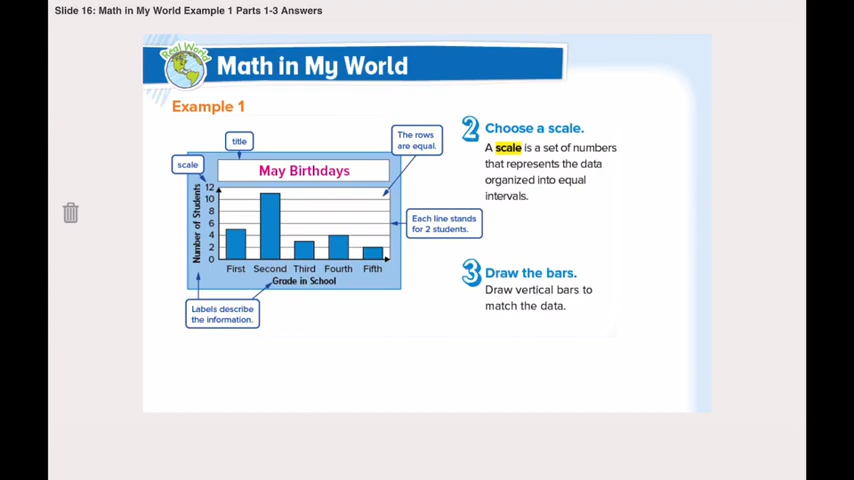 Slide 16: Math in My World Example 1 Parts 1-3 Answers
Real World
Math in My World
Example 1
title
The rows
are equal.
scale
May Birthdays
Number of Students
12
10
8
6
4
2
0
Each line stands
for 2 students.
First Second Third Fourth Fifth
Grade in School
Labels describe
the information.
2 Choose a scale.
A scale is a set of numbers
that represents the data
organized into equal
intervals.
3 Draw the bars.
Draw vertical bars to
match the data.